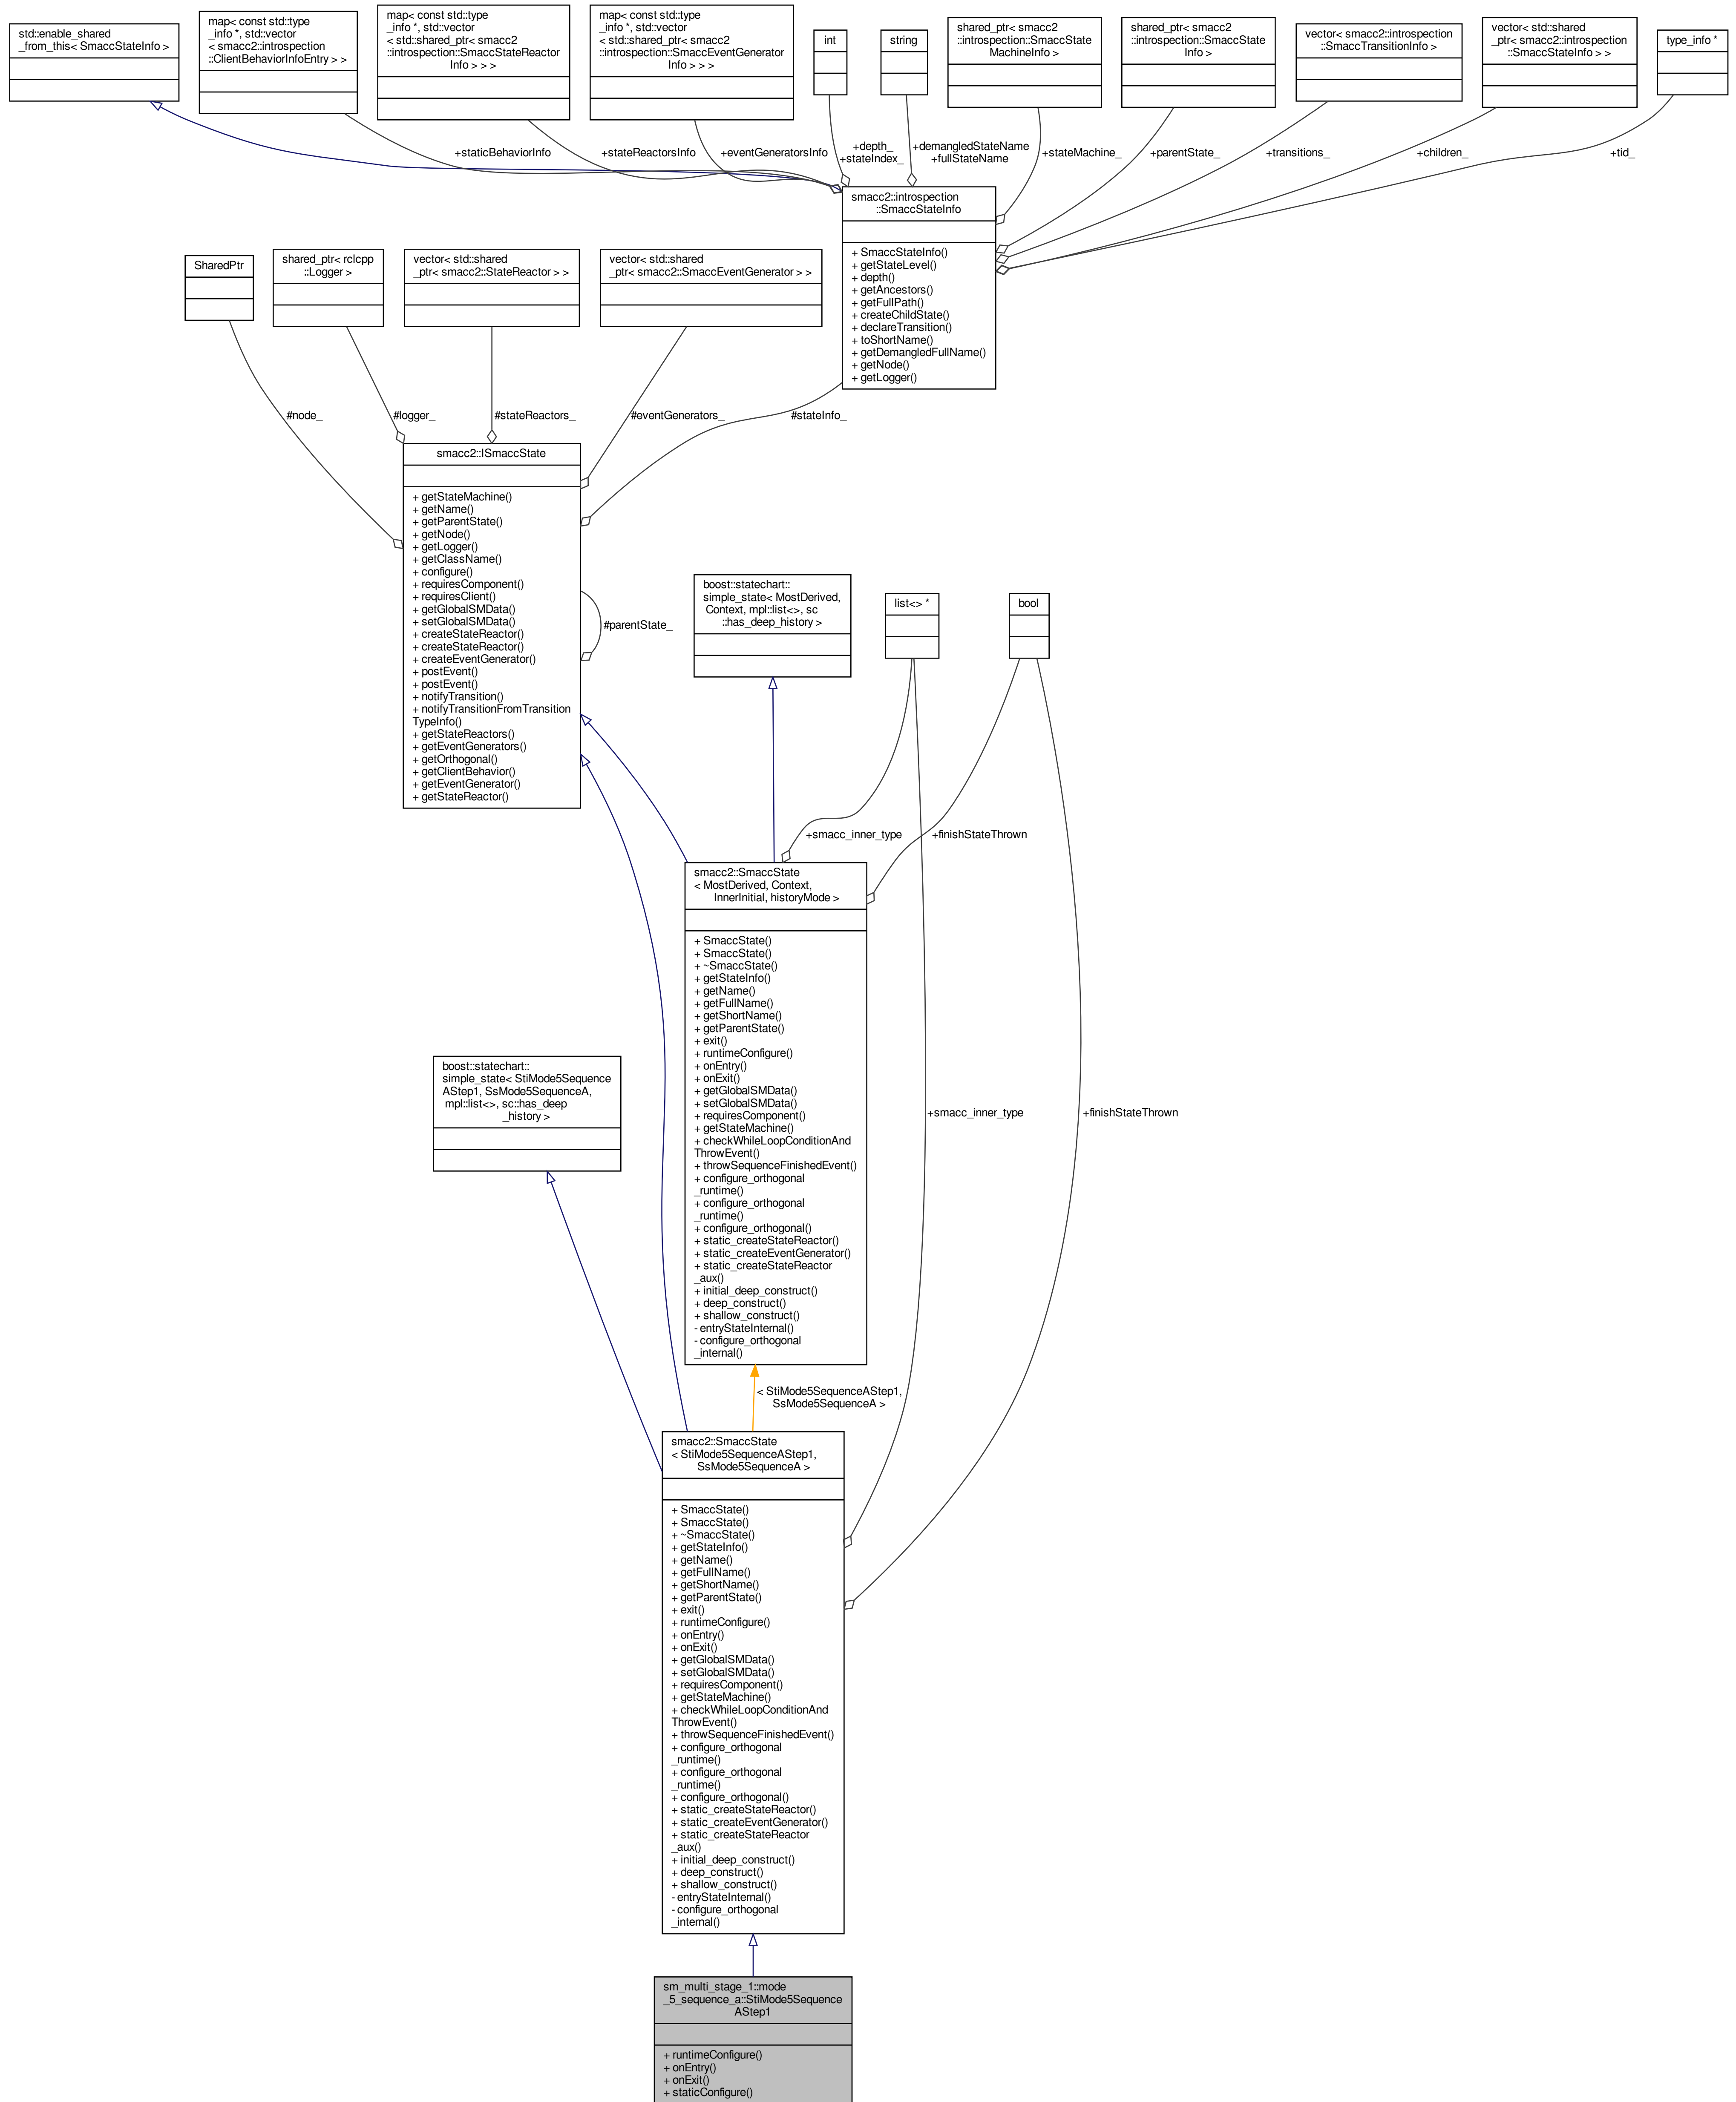 std::enable_shared
_from_this< SmaccStateInfo >
map< const std::type
_info *, std::vector
< smacc2::introspection
::ClientBehaviorInfoEntry > >
map< const std::type
_info *, std::vector
< std::shared_ptr< smacc2
::introspection::SmaccStateReactor
Info > > >
map< const std::type
_info *, std::vector
< std::shared_ptr< smacc2
::introspection::SmaccEventGenerator
Info > > >
int
string
shared_ptr< smacc2
::introspection::SmaccState
MachineInfo >
shared_ptr< smacc2
::introspection::SmaccState
Info >
vector< smacc2::introspection
::SmaccTransitionInfo >
vector< std::shared
_ptr< smacc2::introspection
::SmaccStateInfo > >
type_info *
+staticBehaviorInfo
+stateReactorsInfo
+eventGeneratorsInfo
+depth_
+stateIndex_
+demangledStateName
+fullStateName
+stateMachine_
+parentState_
+transitions_
+children_
+tid_
smacc2::introspection
::SmaccStateInfo
+ SmaccStateInfo()
+ getStateLevel()
+ depth()
+ getAncestors()
+ getFullPath()
+ createChildState()
+ declareTransition()
+ toShortName()
+ getDemangledFullName()
+ getNode()
+ getLogger()
SharedPtr
shared_ptr< rclcpp
::Logger >
vector< std::shared
_ptr< smacc2::StateReactor > >
vector< std::shared
_ptr< smacc2::SmaccEventGenerator > >
#node_
#logger_
#stateReactors_
#eventGenerators_
#stateInfo_
smacc2::ISmaccState
+ getStateMachine()
+ getName()
+ getParentState()
+ getNode()
+ getLogger()
+ getClassName()
+ configure()
+ requiresComponent()
+ requiresClient()
+ getGlobalSMData()
+ setGlobalSMData()
+ createStateReactor()
+ createStateReactor()
+ createEventGenerator()
+ postEvent()
+ postEvent()
+ notifyTransition()
+ notifyTransitionFromTransition
TypeInfo()
+ getStateReactors()
+ getEventGenerators()
+ getOrthogonal()
+ getClientBehavior()
+ getEventGenerator()
+ getStateReactor()
#parentState_
boost::statechart::
simple_state< MostDerived,
Context, mpl::list<>, sc
::has_deep_history >
list<> *
bool
+smacc_inner_type
+finishStateThrown
smacc2::SmaccState
< MostDerived, Context,
InnerInitial, historyMode >
+ SmaccState()
+ SmaccState()
+ ~SmaccState()
+ getStateInfo()
+ getName()
+ getFullName()
+ getShortName()
+ getParentState()
+ exit()
+ runtimeConfigure()
+ onEntry()
+ onExit()
+ getGlobalSMData()
+ setGlobalSMData()
+ requiresComponent()
+ getStateMachine()
+ checkWhileLoopConditionAnd
ThrowEvent()
+ throwSequenceFinishedEvent()
+ configure_orthogonal
_runtime()
+ configure_orthogonal
_runtime()
+ configure_orthogonal()
+ static_createStateReactor()
+ static_createEventGenerator()
+ static_createStateReactor
_aux()
+ initial_deep_construct()
+ deep_construct()
+ shallow_construct()
- entryStateInternal()
- configure_orthogonal
_internal()
boost::statechart::
simple_state< StiMode5Sequence
AStep1, SsMode5SequenceA,
mpl::list<>, sc::has_deep
_history >
+smacc_inner_type
+finishStateThrown
< StiMode5SequenceAStep1,
SsMode5SequenceA >
smacc2::SmaccState
< StiMode5SequenceAStep1,
SsMode5SequenceA >
+ SmaccState()
+ SmaccState()
+ ~SmaccState()
+ getStateInfo()
+ getName()
+ getFullName()
+ getShortName()
+ getParentState()
+ exit()
+ runtimeConfigure()
+ onEntry()
+ onExit()
+ getGlobalSMData()
+ setGlobalSMData()
+ requiresComponent()
+ getStateMachine()
+ checkWhileLoopConditionAnd
ThrowEvent()
+ throwSequenceFinishedEvent()
+ configure_orthogonal
_runtime()
+ configure_orthogonal
_runtime()
+ configure_orthogonal()
+ static_createStateReactor()
+ static_createEventGenerator()
+ static_createStateReactor
_aux()
+ initial_deep_construct()
+ deep_construct()
+ shallow_construct()
- entryStateInternal()
- configure_orthogonal
_internal()
sm_multi_stage_1::mode
_5_sequence_a::StiMode5Sequence
AStep1
+ runtimeConfigure()
+ onEntry()
+ onExit()
+ staticConfigure()